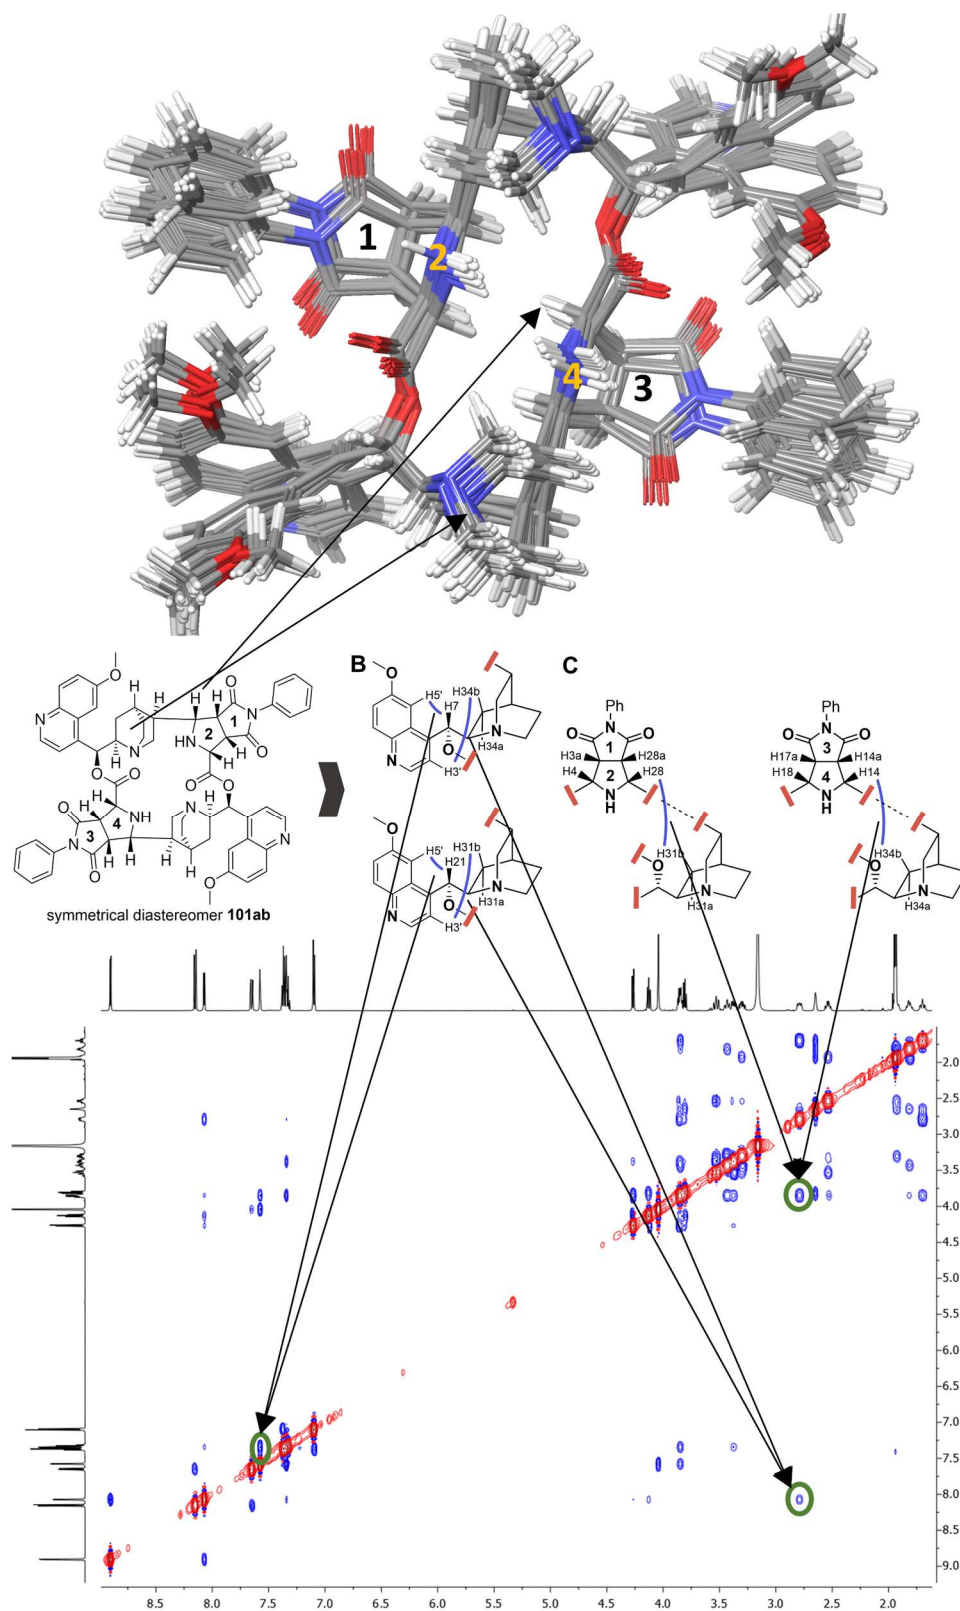 1
2
4
3
B
C
O
H
H
H
O
N
N
H
N
1
2
HN
O
H
H
O
O
O
O
O
H
H
O
N
3
4
NH
O
H
H
N
H
H
O
N
O
symmetrical diastereomer 101ab
O
H5'
H7
H34b
N
N
O
H34a
H3'
O
H5'
H21
H31b
N
N
O
H31a
H3'
Ph
N
O
1
O
H3a
H28a
H4
2
H28
N
H
H31b
O
N
H31a
Ph
N
O
3
O
H17a
H14a
H18
4
H14
N
H
H34b
O
N
H34a
2.0
2.5
3.0
3.5
4.0
4.5
5.0
5.5
6.0
6.5
7.0
7.5
8.0
8.5
9.0
8.5 8.0 7.5 7.0 6.5 6.0 5.5 5.0 4.5 4.0 3.5 3.0 2.5 2.0